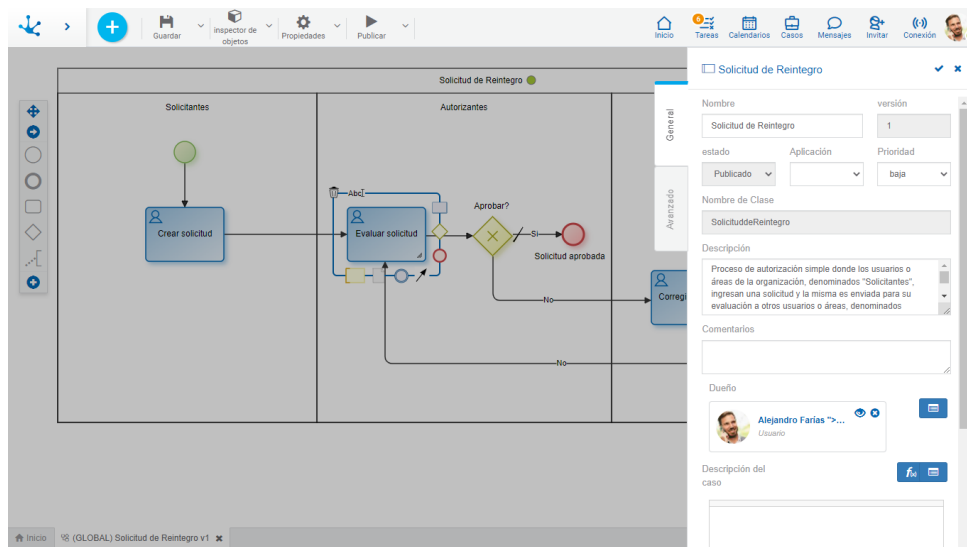 Guardar
inspector de
objetos
Propiedades
Publicar
Inicio
6
Tareas
Calendarios
Casos
Mensajes
Invitar
Conexión
Solicitud de Reintegro
Solicitantes
Autorizantes
Crear solicitud
Abc
Evaluar solicitud
Aprobar?
Si
Solicitud aprobada
No
Corregi
No
General
Avanzado
Solicitud de Reintegro
Nombre
versión
Solicitud de Reintegro
1
estado
Aplicación
Prioridad
Publicado
baja
Nombre de Clase
SolicituddeReintegro
Descripción
Proceso de autorización simple donde los usuarios o
áreas de la organización, denominados "Solicitantes",
ingresan una solicitud y la misma es enviada para su
evaluación a otros usuarios o áreas, denominados
Comentarios
Dueño
Alejandro Farías ">...
Usuario
Descripción del
caso
f(x)
Inicio
(GLOBAL) Solicitud de Reintegro v1